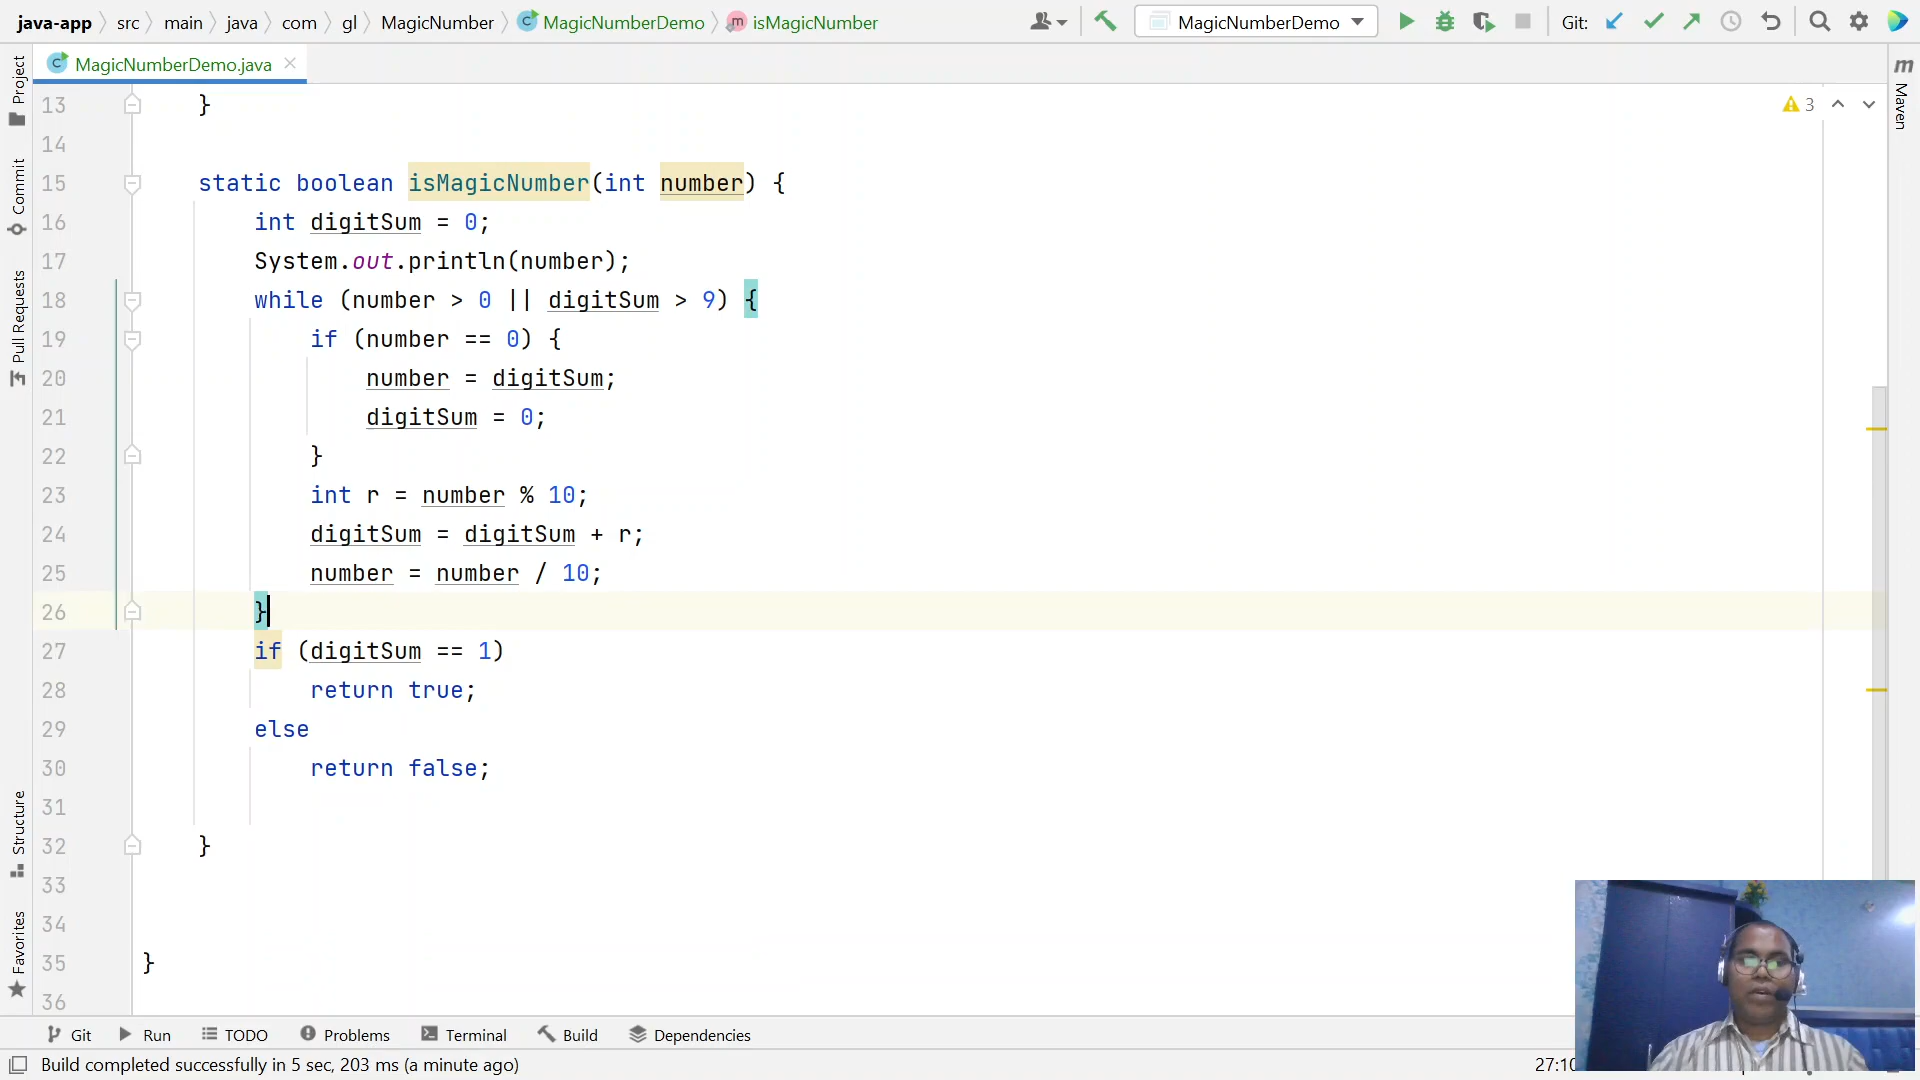 java-app src main java com gl MagicNumber MagicNumberDemo isMagicNumber MagicNumberDemo Git:
MagicNumberDemo.java
3
Project
Commit
Pull Requests
Structure
Favorites
Maven
13 }
14
15 static boolean isMagicNumber(int number) {
16 int digitSum = 0;
17 System.out.println(number);
18 while (number > 0 || digitSum > 9) {
19 if (number == 0) {
20 number = digitSum;
21 digitSum = 0;
22 }
23 int r = number % 10;
24 digitSum = digitSum + r;
25 number = number / 10;
26 }
27 if (digitSum == 1)
28 return true;
29 else
30 return false;
31
32 }
33
34
35 }
36
Git Run TODO Problems Terminal Build Dependencies
Build completed successfully in 5 sec, 203 ms (a minute ago) 27:10